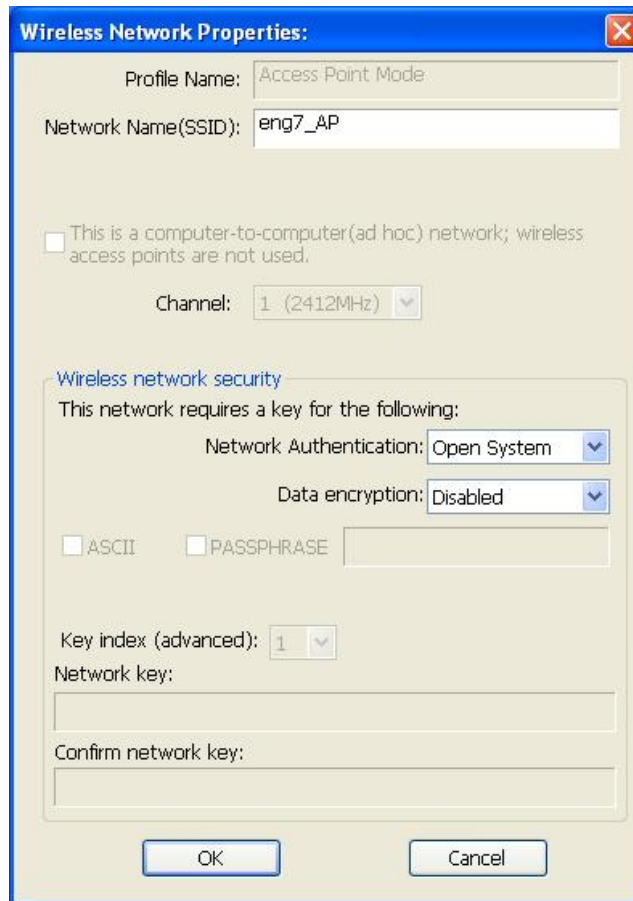 Wireless Network Properties:
Profile Name: Access Point Mode
Network Name(SSID): eng7_AP
This is a computer-to-computer(ad hoc) network; wireless
access points are not used.
Channel: 1 (2412MHz)
Wireless network security
This network requires a key for the following:
Network Authentication: Open System
Data encryption: Disabled
ASCII PASSPHRASE
Key index (advanced): 1
Network key:
Confirm network key:
OK Cancel